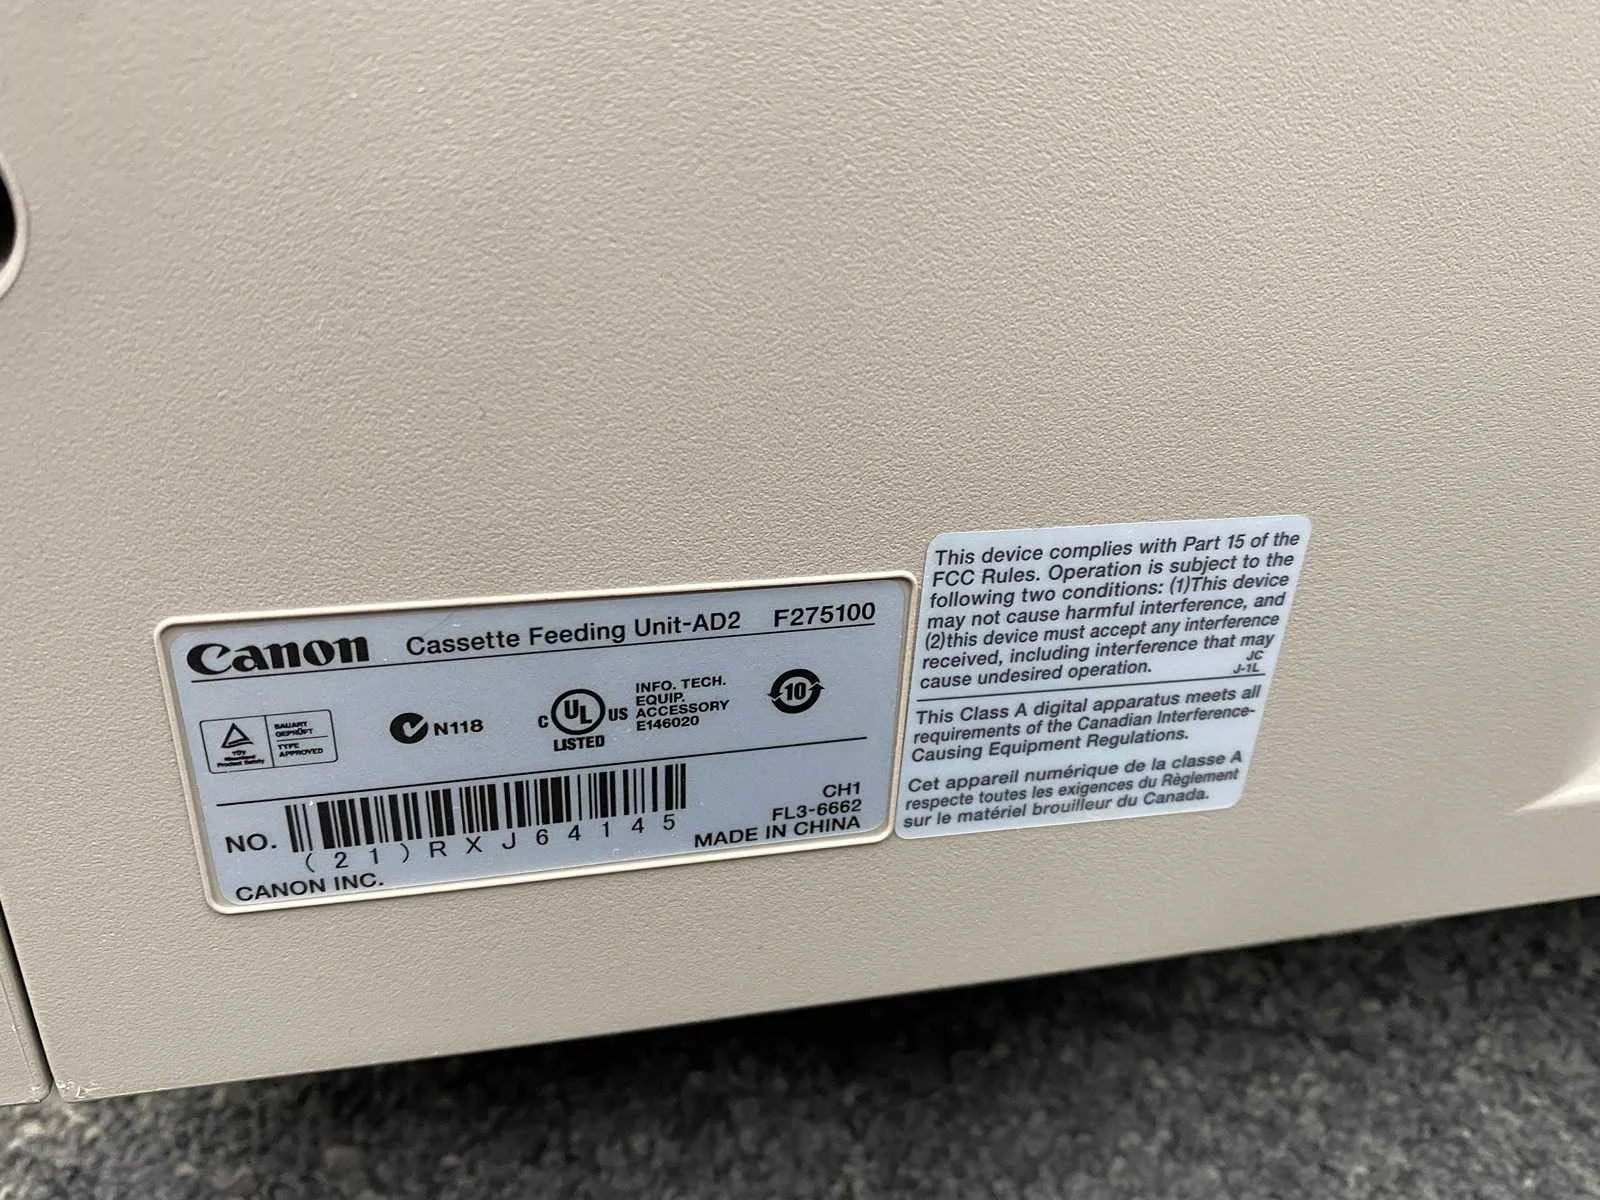 Canon Cassette Feeding Unit-AD2 F275100
BAUART
GEPRÜFT
TYPE
APPROVED
TÜV
Product Safety
N118
C UL US
LISTED
INFO. TECH.
EQUIP.
ACCESSORY
E146020
10
NO.
(21)RXJ64145
CH1
FL3-6662
MADE IN CHINA
CANON INC.
This device complies with Part 15 of the
FCC Rules. Operation is subject to the
following two conditions: (1)This device
may not cause harmful interference, and
(2)this device must accept any interference
received, including interference that may
cause undesired operation.
JC
J-1L
This Class A digital apparatus meets all
requirements of the Canadian Interference-
Causing Equipment Regulations.
Cet appareil numérique de la classe A
respecte toutes les exigences du Règlement
sur le matériel brouilleur du Canada.